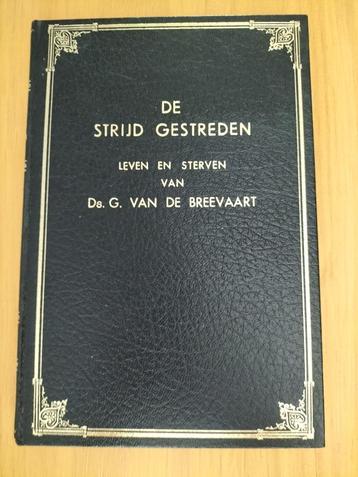 DE
STRIJD GESTREDEN
LEVEN EN STERVEN
VAN
Ds. G. VAN DE BREEVAART